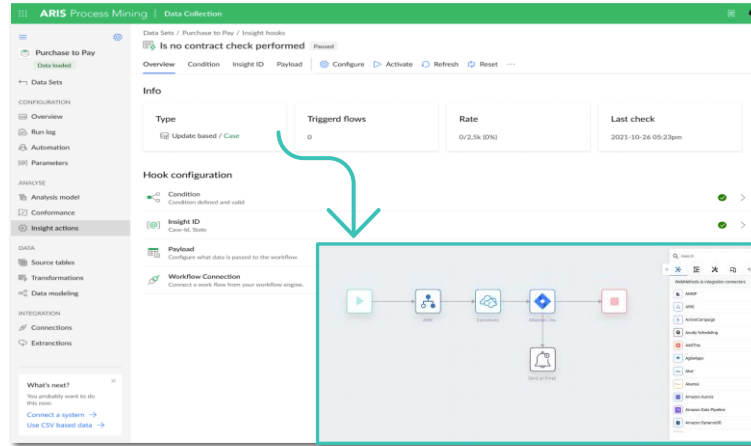 ARIS Process Mining | Data Collection
Purchase to Pay
Data loaded
Data Sets
CONFIGURATION
Overview
Run log
Automation
Parameters
ANALYSE
Analysis model
Conformance
Insight actions
DATA
Source tables
Transformations
Data modeling
INTEGRATION
Connections
Extranctions
What's next?
You probably want to do
this now.
Connect a system →
Use CSV based data →
Data Sets / Purchase to Pay / Insight hooks
Is no contract check performed Paused
Overview Condition Insight ID Payload Configure Activate Refresh Reset ...
Info
Type
Update based / Case
Triggerd flows
0
Rate
0/2,5k (0%)
Last check
2021-10-26 05:23pm
Hook configuration
Condition
Condition defined and valid
Insight ID
Case-Id, State
Payload
Configure what data is passed to the workflow.
Workflow Connection
Connect a work flow from your workflow engine.
ARIS
Send an Email
Search
WebMethods.io integration connectors
ARIS
ActiveCampaign
Acuity Scheduling
Amazon Aurora
Amazon Data Pipeline
Amazon DynamoDB